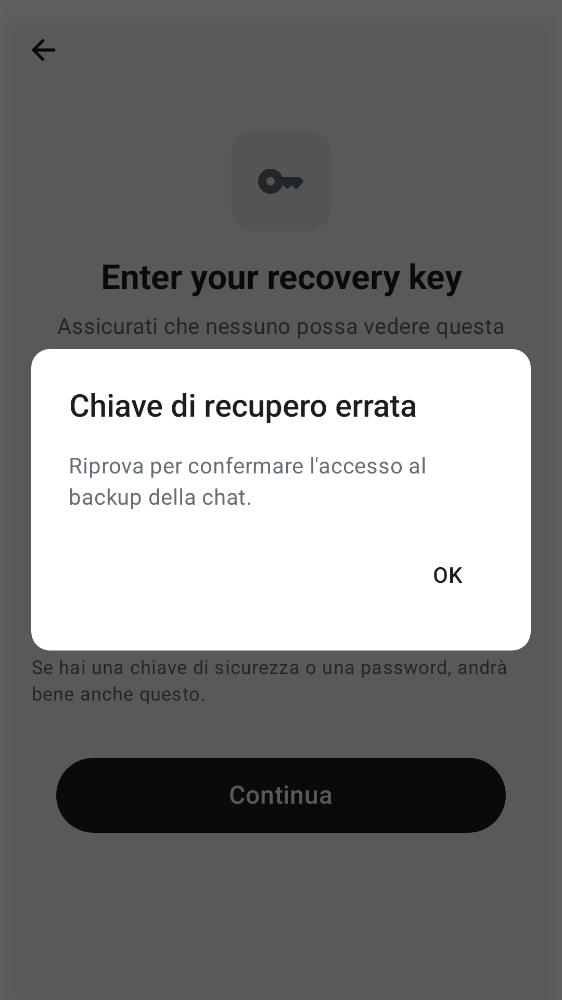 Enter your recovery key
Assicurati che nessuno possa vedere questa
Chiave di recupero errata
Riprova per confermare l'accesso al
backup della chat.
OK
Se hai una chiave di sicurezza o una password, andrà
bene anche questo.
Continua